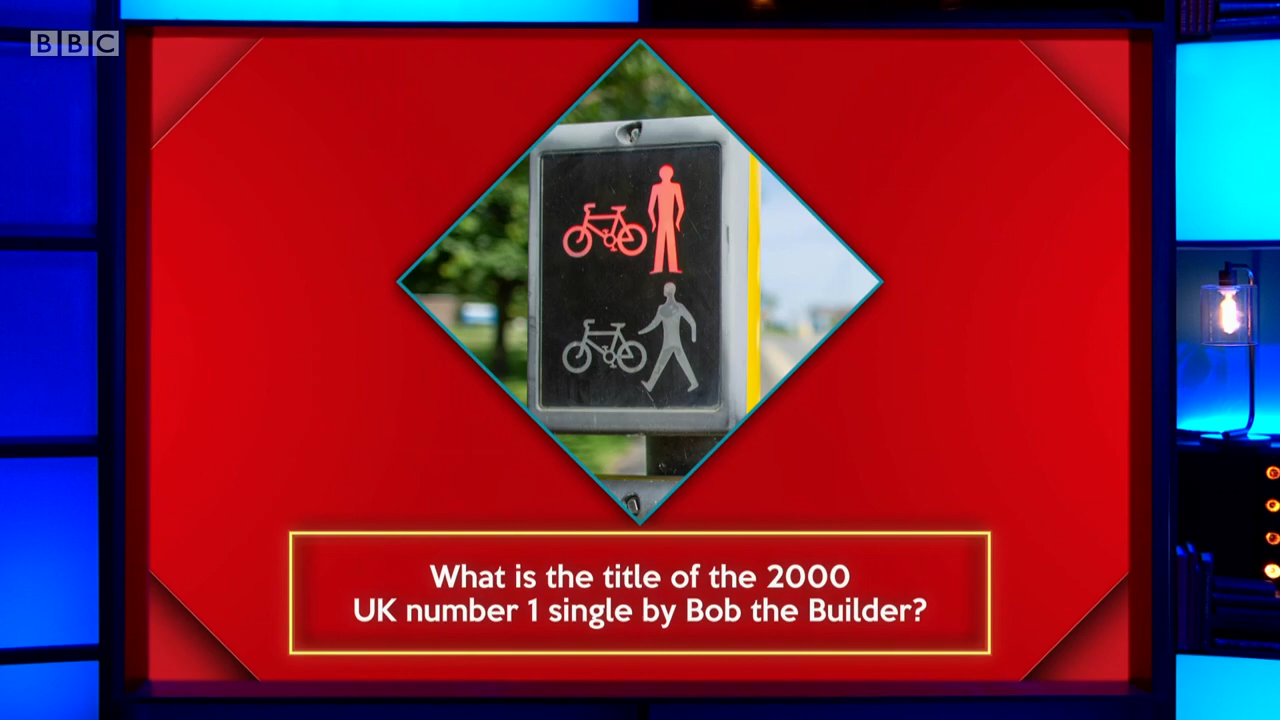 BBC
What is the title of the 2000
UK number 1 single by Bob the Builder?